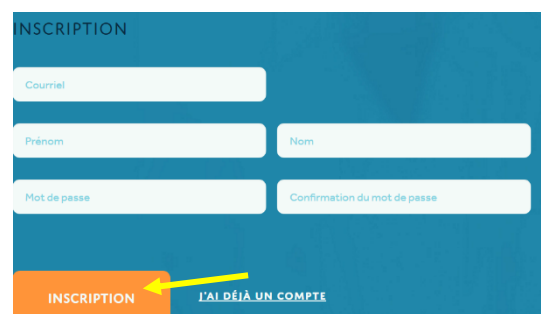 INSCRIPTION
Courriel
Prénom
Nom
Mot de passe
Confirmation du mot de passe
INSCRIPTION
J'AI DÉJÀ UN COMPTE